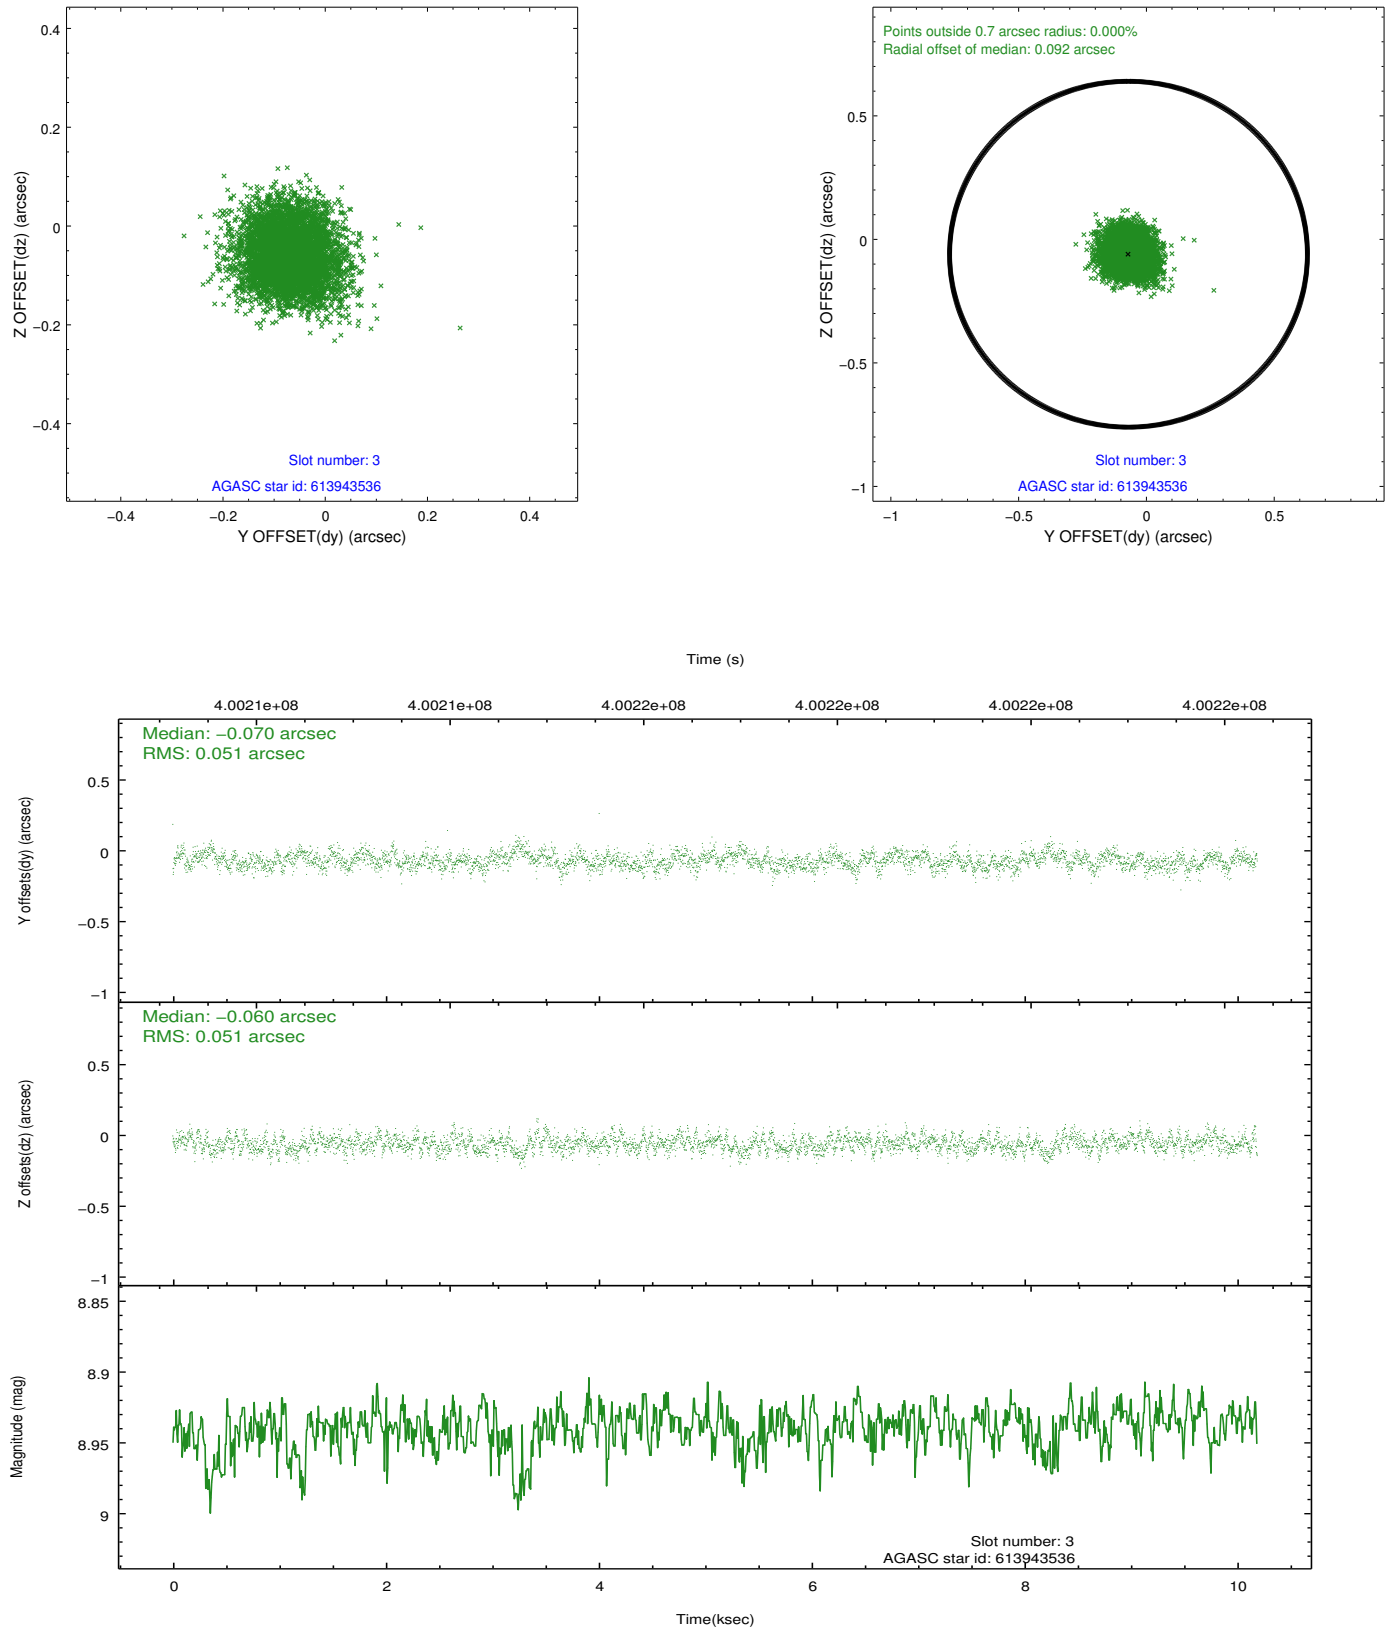 0.4
0.2
0
−0.2
−0.4
Z OFFSET(dz) (arcsec)
Slot number: 3
AGASC star id: 613943536
−0.4 −0.2 0 0.2 0.4
Y OFFSET(dy) (arcsec)
Points outside 0.7 arcsec radius: 0.000%
Radial offset of median: 0.092 arcsec
0.5
0
−0.5
−1
Z OFFSET(dz) (arcsec)
Slot number: 3
AGASC star id: 613943536
−1 −0.5 0 0.5
Y OFFSET(dy) (arcsec)
Time (s)
4.0021e+08 4.0021e+08 4.0022e+08 4.0022e+08 4.0022e+08 4.0022e+08
Median: −0.070 arcsec
RMS: 0.051 arcsec
0.5
0
−0.5
−1
Y offsets(dy) (arcsec)
Median: −0.060 arcsec
RMS: 0.051 arcsec
0.5
0
−0.5
−1
Z offsets(dz) (arcsec)
8.85
8.9
8.95
9
Magnitude (mag)
Slot number: 3
AGASC star id: 613943536
0 2 4 6 8 10
Time(ksec)